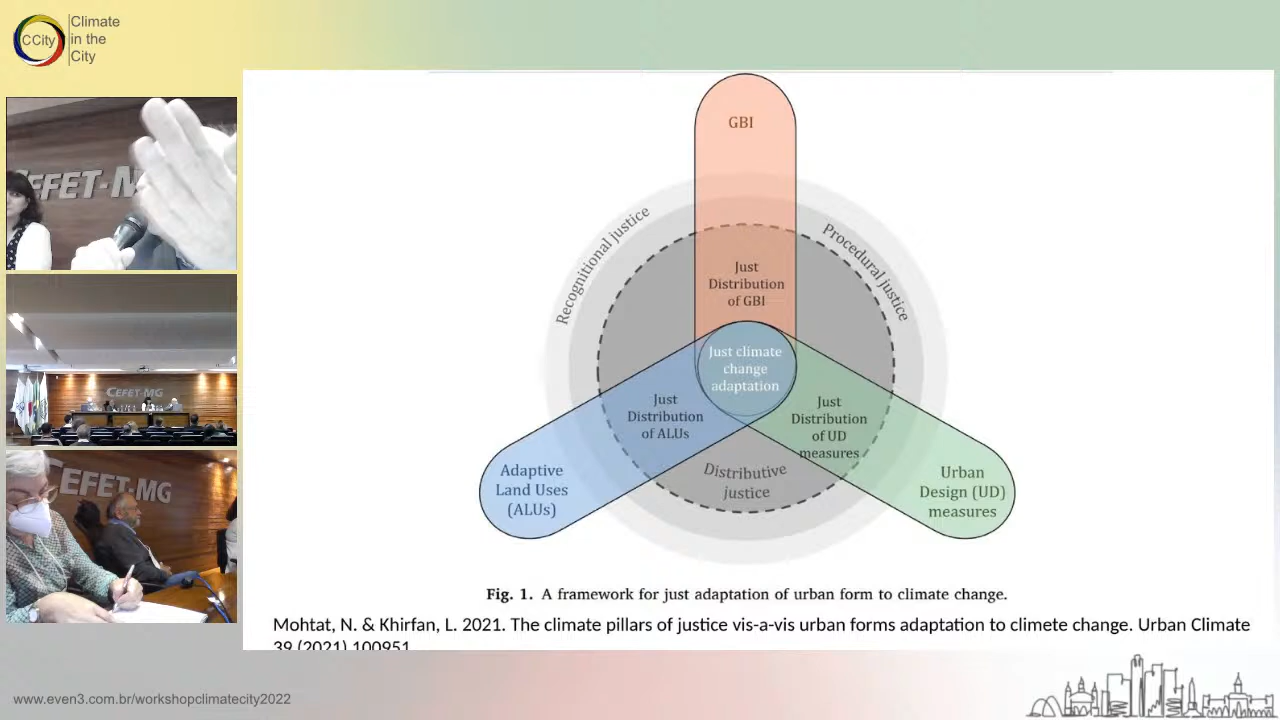 CCity
Climate
in the
City
EFET-M
CEFET-MG
CEFET-MG
GBI
Recognitional justice
Procedural justice
Just
Distribution
of GBI
Just climate
change
adaptation
Just
Distribution
of ALUs
Just
Distribution
of UD
measures
Distributive
justice
Adaptive
Land Uses
(ALUs)
Urban
Design (UD)
measures
Fig. 1. A framework for just adaptation of urban form to climate change.
Mohtat, N. & Khirfan, L. 2021. The climate pillars of justice vis-a-vis urban forms adaptation to climete change. Urban Climate
39 (2021) 100951
www.even3.com.br/workshopclimatecity2022